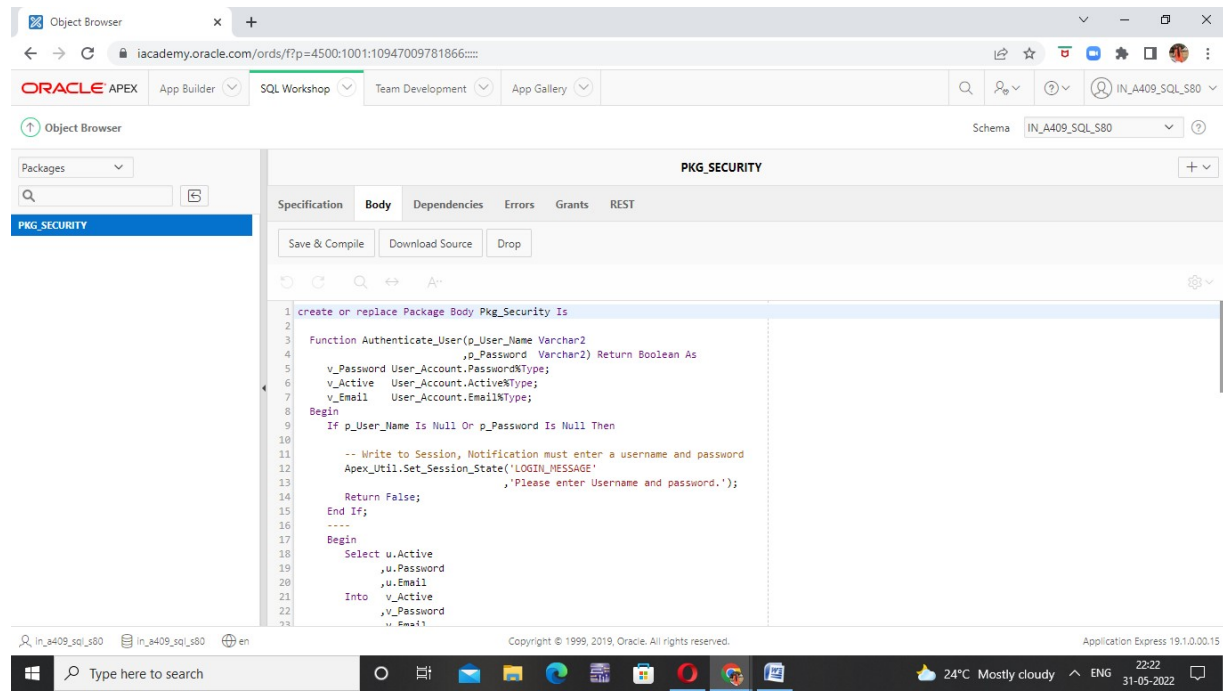 Object Browser
iacademy.oracle.com/ords/f?p=4500:1001:10947009781866:::::
ORACLE APEX App Builder SQL Workshop Team Development App Gallery IN_A409_SQL_S80
Object Browser Schema IN_A409_SQL_S80
Packages
PKG_SECURITY
PKG_SECURITY
Specification Body Dependencies Errors Grants REST
Save & Compile Download Source Drop
1 create or replace Package Body Pkg_Security Is
2
3 Function Authenticate_User(p_User_Name Varchar2
4 ,p_Password Varchar2) Return Boolean As
5 v_Password User_Account.Password%Type;
6 v_Active User_Account.Active%Type;
7 v_Email User_Account.Email%Type;
8 Begin
9 If p_User_Name Is Null Or p_Password Is Null Then
10
11 -- Write to Session, Notification must enter a username and password
12 Apex_Util.Set_Session_State('LOGIN_MESSAGE'
13 ,'Please enter Username and password.');
14 Return False;
15 End If;
16 ----
17 Begin
18 Select u.Active
19 ,u.Password
20 ,u.Email
21 Into v_Active
22 ,v_Password
23 v_Email
in_a409_sql_s80 in_a409_sql_s80 en Copyright © 1999, 2019, Oracle. All rights reserved. Application Express 19.1.0.00.15
Type here to search 24°C Mostly cloudy ENG 22:22
31-05-2022